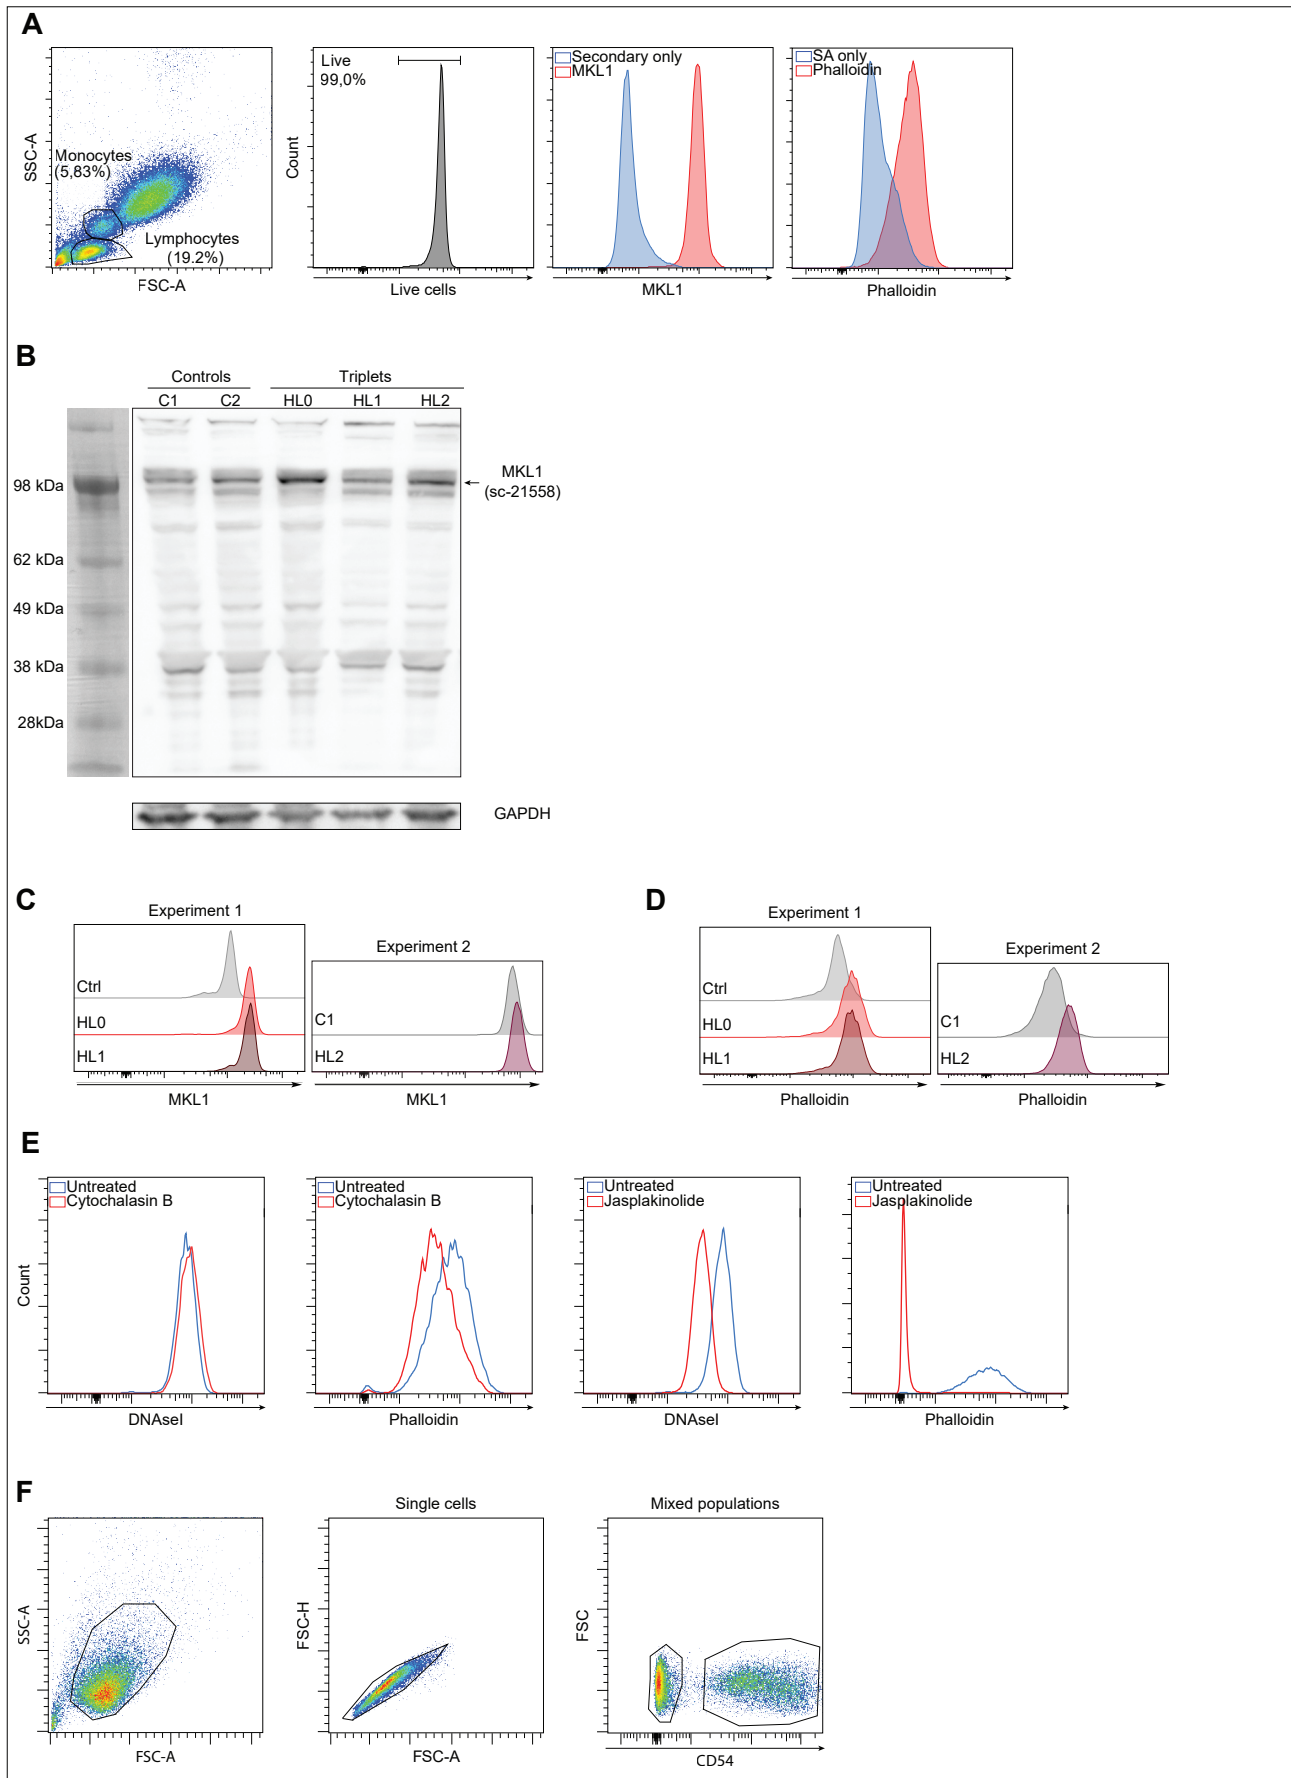 A
SSC-A
Monocytes
(5,83%)
Lymphocytes
(19.2%)
FSC-A
Count
Live
99,0%
Live cells
Secondary only
MKL1
MKL1
SA only
Phalloidin
Phalloidin
B
Controls
Triplets
C1
C2
HL0
HL1
HL2
98 kDa
62 kDa
49 kDa
38 kDa
28kDa
MKL1
(sc-21558)
GAPDH
C
Experiment 1
Ctrl
HL0
HL1
MKL1
Experiment 2
C1
HL2
MKL1
D
Experiment 1
Ctrl
HL0
HL1
Phalloidin
Experiment 2
C1
HL2
Phalloidin
E
Count
Untreated
Cytochalasin B
DNAseI
Untreated
Cytochalasin B
Phalloidin
Untreated
Jasplakinolide
DNAseI
Untreated
Jasplakinolide
Phalloidin
F
SSC-A
FSC-A
Single cells
FSC-H
FSC-A
Mixed populations
FSC
CD54